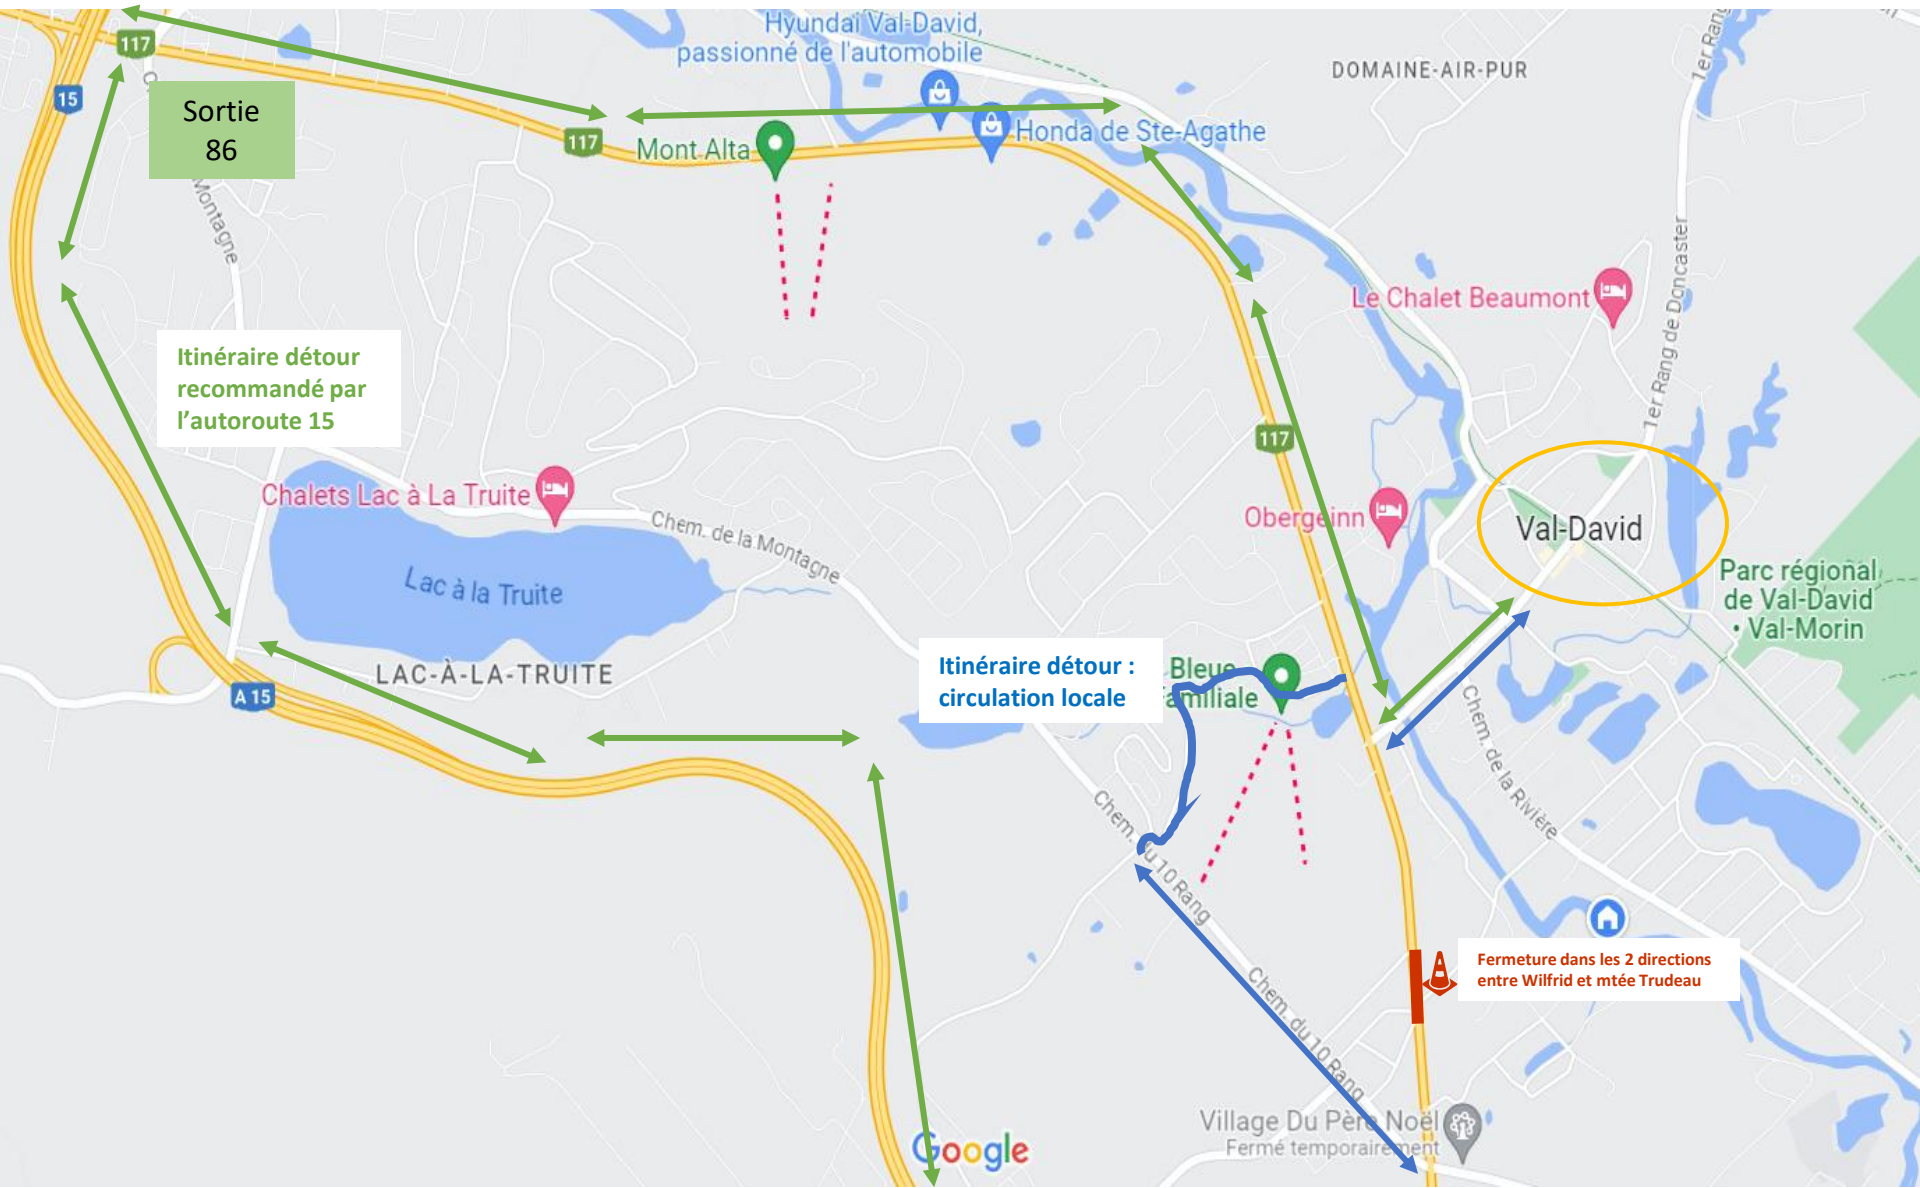 Hyundai Val-David,
passionné de l'automobile
1er Rang
DOMAINE-AIR-PUR
117
15
Sortie
86
117
Mont Alta
Honda de Ste-Agathe
Montagne
1er Rang de Doncaster
Le Chalet Beaumont
Itinéraire détour
recommandé par
l'autoroute 15
117
Chalets Lac à La Truite
Chem. de la Montagne
Obergeinn
Val-David
Lac à la Truite
Parc régional
de Val-David
• Val-Morin
Itinéraire détour :
circulation locale
Bleue
Familiale
LAC-À-LA-TRUITE
A 15
Chem. de la Rivière
Chem. du 10 Rang
Fermeture dans les 2 directions
entre Wilfrid et mtée Trudeau
Chem. du 10 Rang
Village Du Père Noël
Fermé temporairement
Google